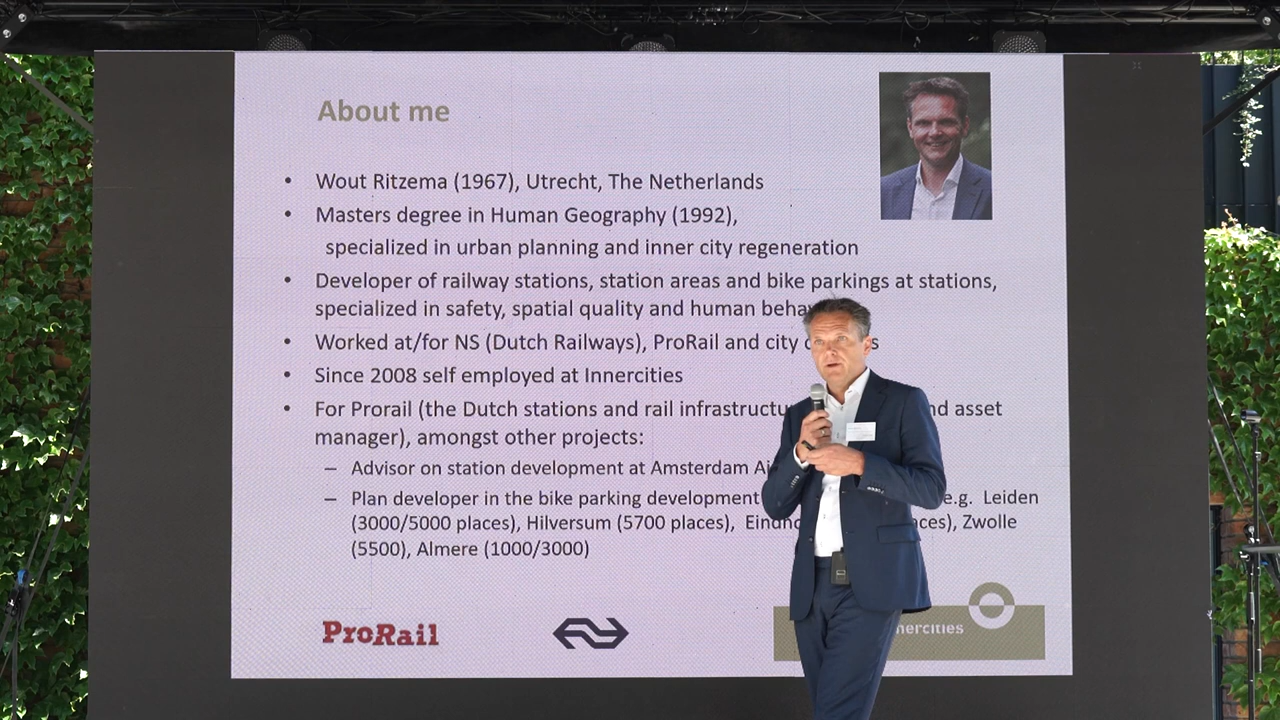 About me
• Wout Ritzema (1967), Utrecht, The Netherlands
• Masters degree in Human Geography (1992),
specialized in urban planning and inner city regeneration
• Developer of railway stations, station areas and bike parkings at stations,
specialized in safety, spatial quality and human
• Worked at/for NS (Dutch Railways), ProRail and city
• Since 2008 self employed at Innercities
• For Prorail (the Dutch stations and rail asset
manager), amongst other projects:
– Advisor on station development at Amsterdam
– Plan developer in the bike parking development e.g. Leiden
(3000/5000 places), Hilversum (5700 places), Zwolle
(5500), Almere (1000/3000)
ProRail